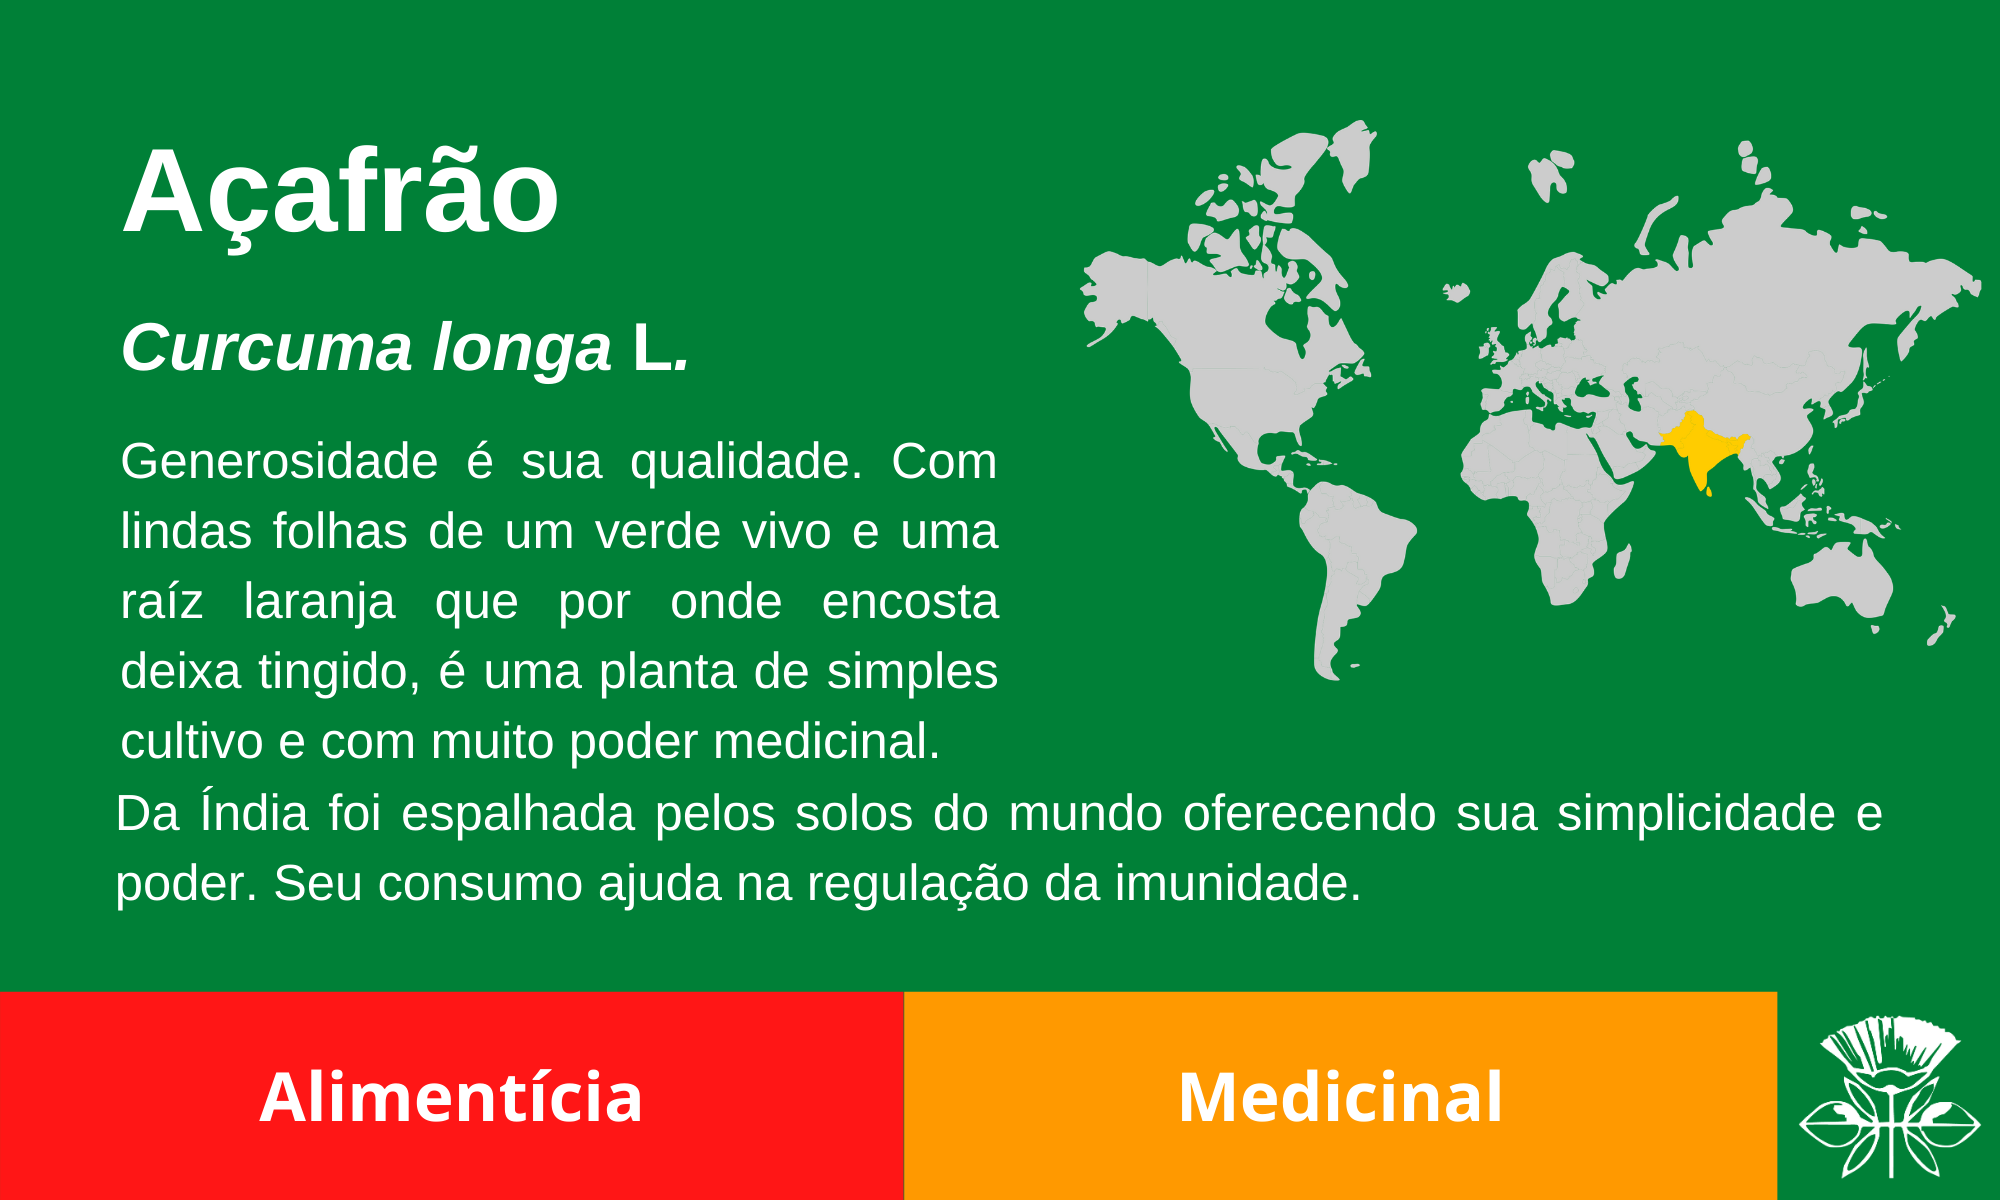 Açafrão
Curcuma longa L.
Generosidade é sua qualidade. Com
lindas folhas de um verde vivo e uma
raíz laranja que por onde encosta
deixa tingido, é uma planta de simples
cultivo e com muito poder medicinal.
Da Índia foi espalhada pelos solos do mundo oferecendo sua simplicidade e
poder. Seu consumo ajuda na regulação da imunidade.
Alimentícia
Medicinal